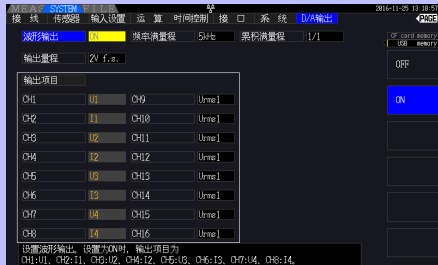 MEAS SYSTEM FILE 2016-11-25 13:18:57
接 线 传感器 输入设置 运 算 时间控制 接 口 系 统 D/A输出 PAGE
波形输出 ON 频率满量程 5kHz 累积满量程 1/1
CF card memory
USB memory
输出量程 2V f.s.
OFF
输出项目
ON
CH1 U1 CH9 Urms1
CH2 I1 CH10 Urms1
CH3 U2 CH11 Urms1
CH4 I2 CH12 Urms1
CH5 U3 CH13 Urms1
CH6 I3 CH14 Urms1
CH7 U4 CH15 Urms1
CH8 I4 CH16 Urms1
设置波形输出。设置为ON时，输出项目为
CH1:U1、CH2:I1、CH3:U2、CH4:I2、CH5:U3、CH6:I3、CH7:U4、CH8:I4。